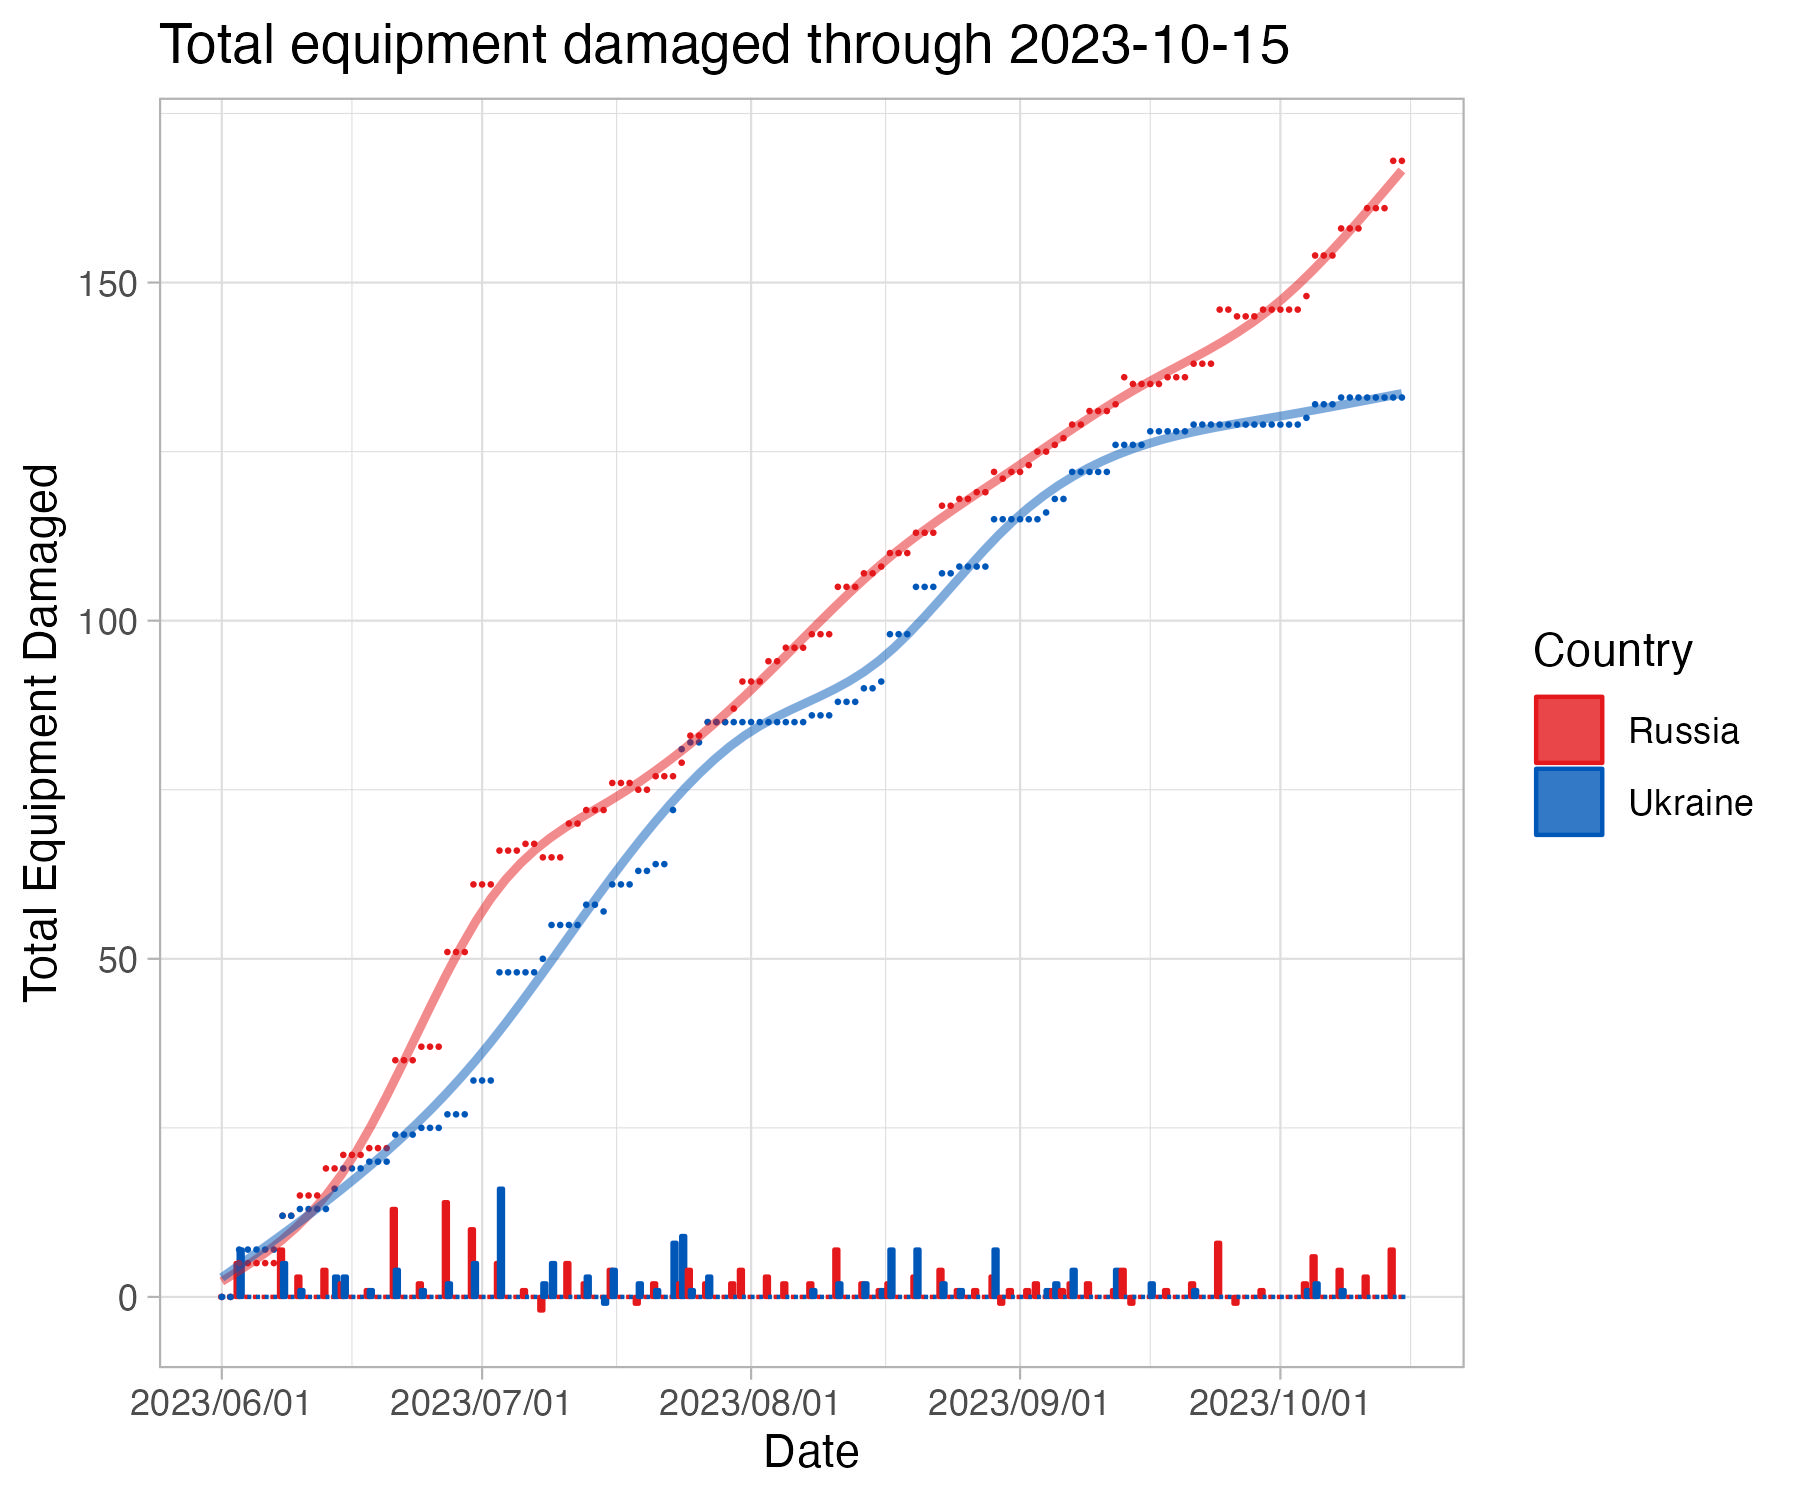 Total equipment damaged through 2023-10-15
Total Equipment Damaged
150
100
50
0
2023/06/01 2023/07/01 2023/08/01 2023/09/01 2023/10/01
Date
Country
Russia
Ukraine